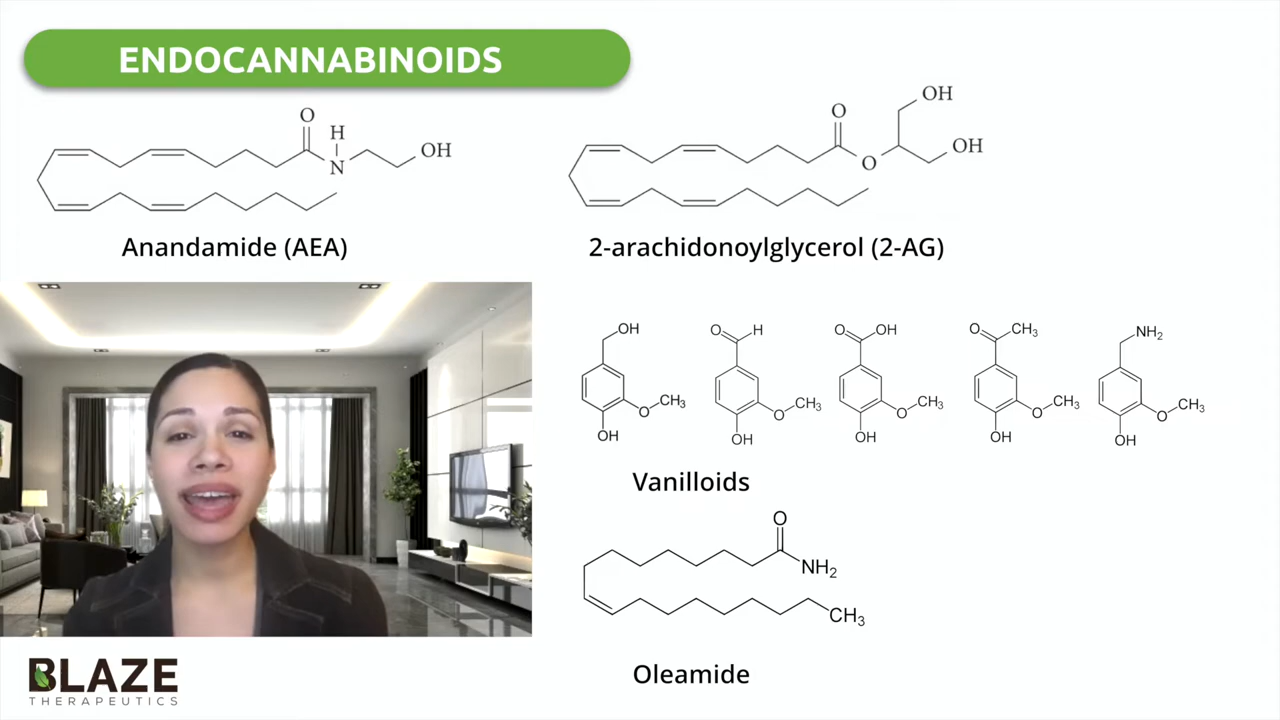 ENDOCANNABINOIDS
O
H
N
OH
Anandamide (AEA)
O
O
OH
OH
2-arachidonoylglycerol (2-AG)
OH
O
CH3
OH
O
H
O
CH3
OH
O
OH
O
CH3
OH
O
CH3
O
CH3
OH
NH2
O
CH3
OH
Vanilloids
O
NH2
CH3
Oleamide
BLAZE
THERAPEUTICS